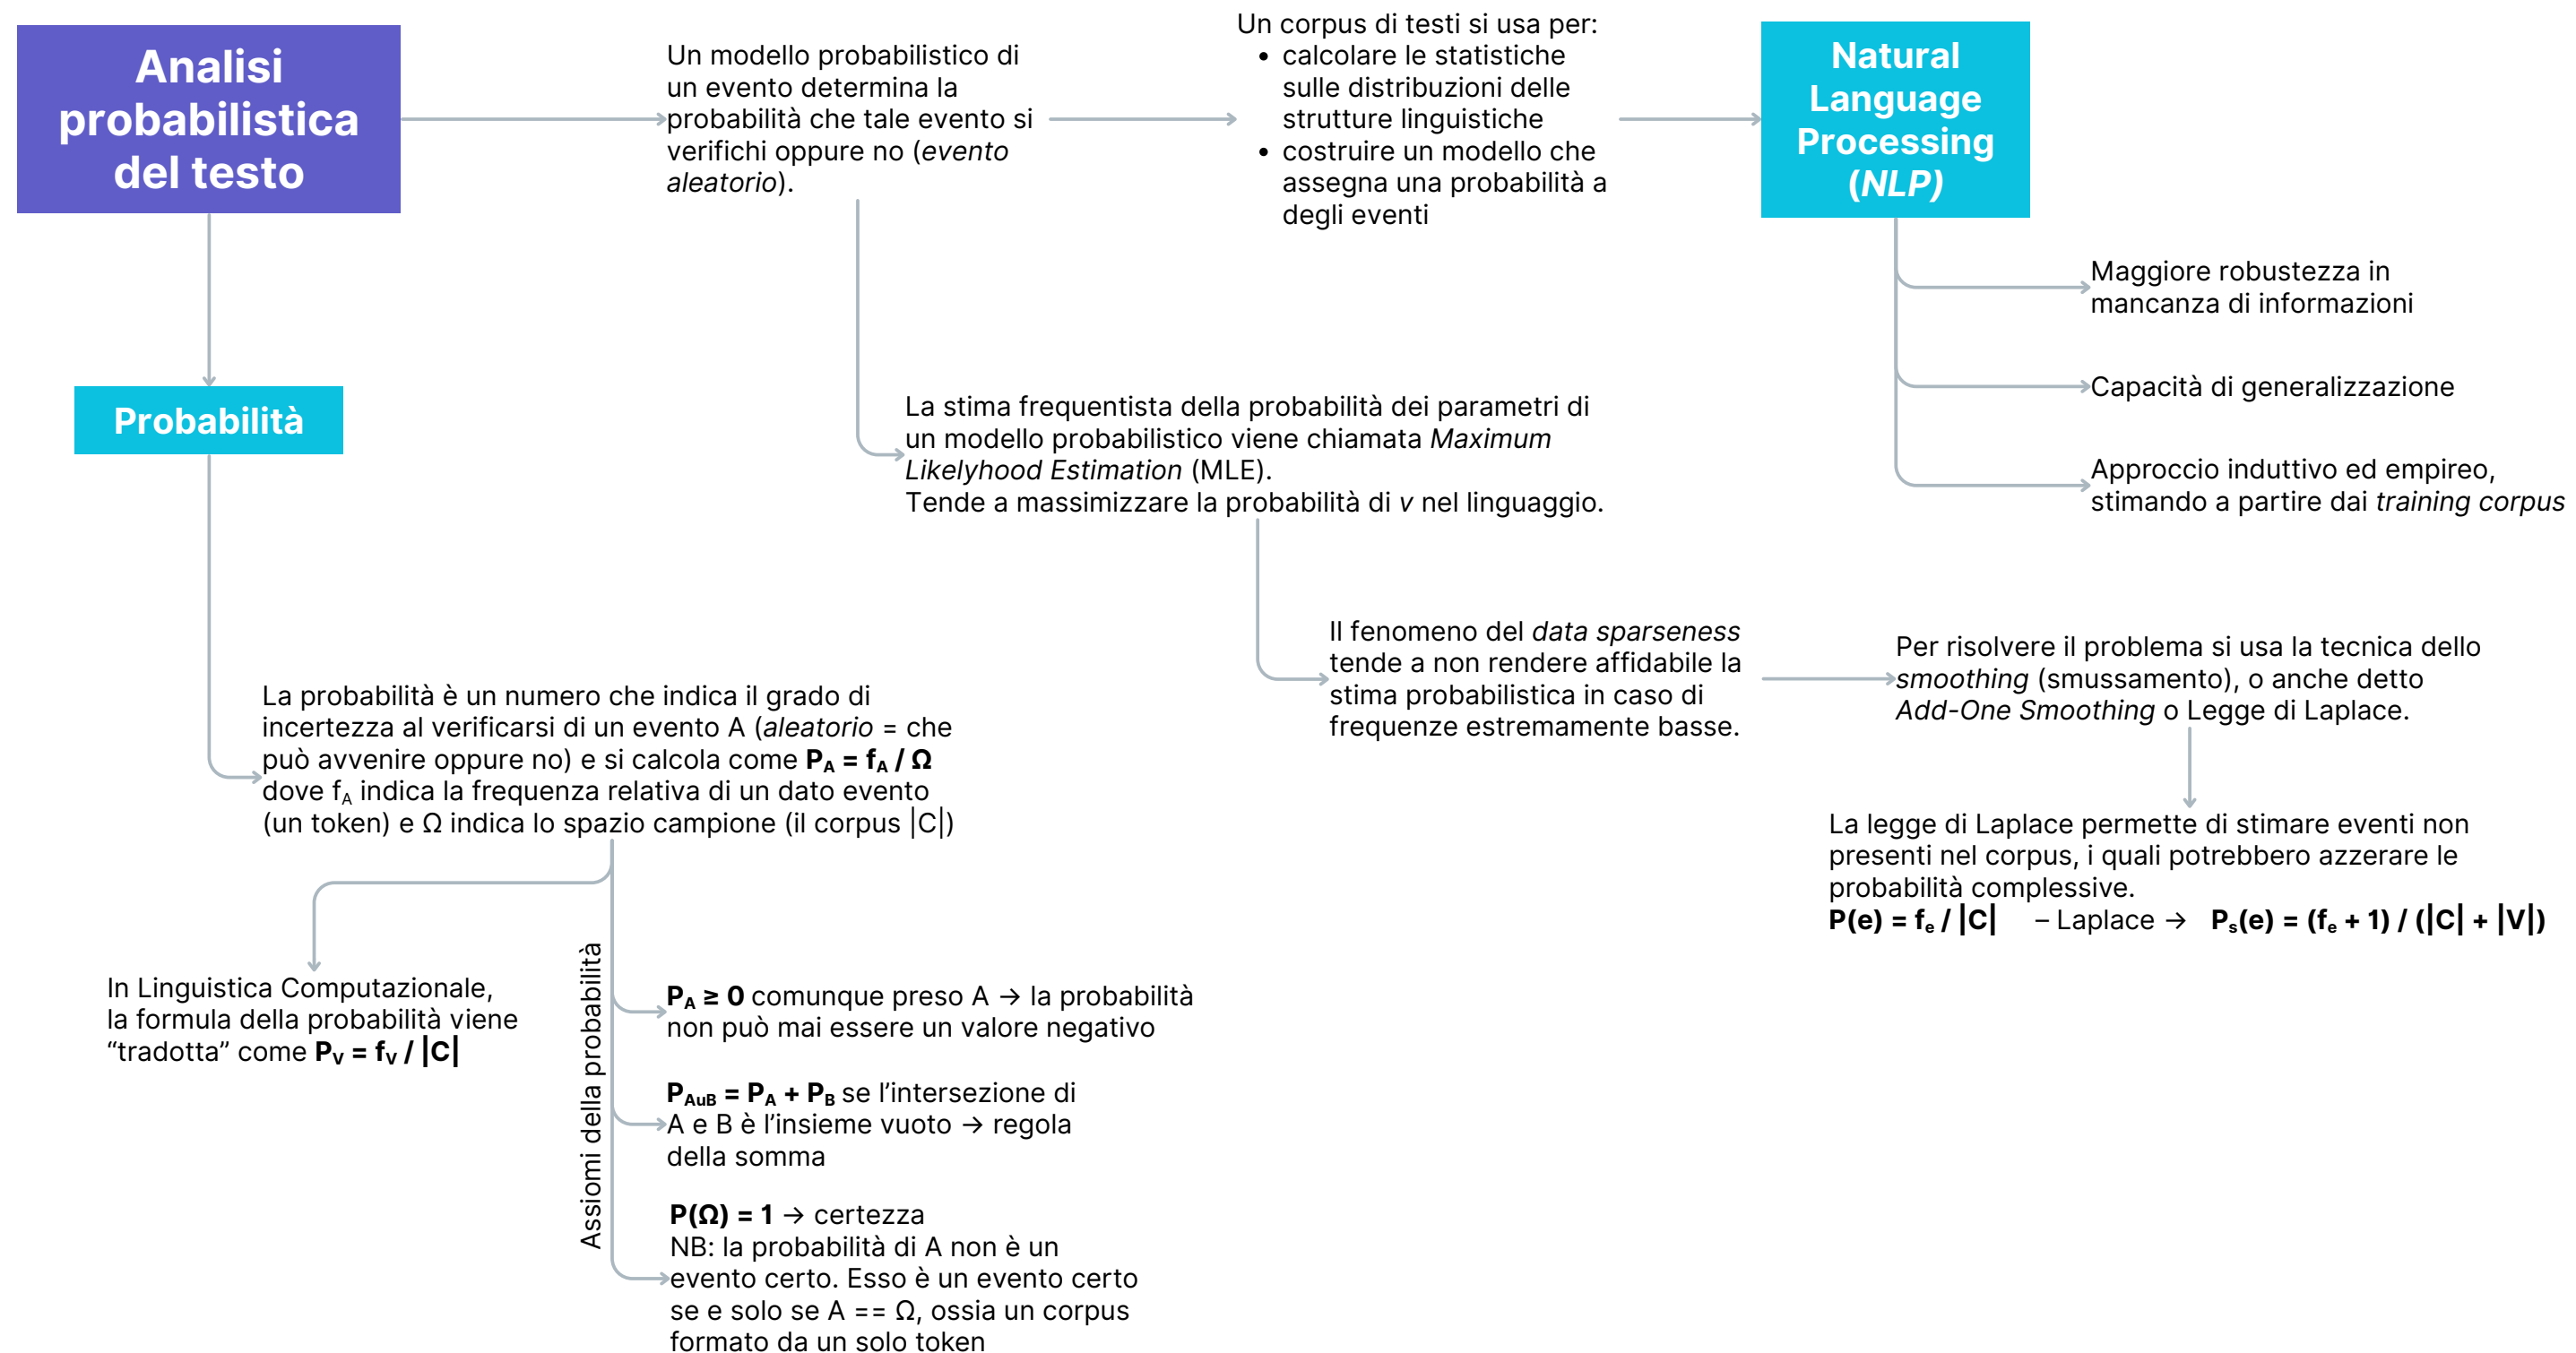 Analisi
probabilistica
del testo
Un modello probabilistico di
un evento determina la
probabilità che tale evento si
verifichi oppure no (evento
aleatorio).
Un corpus di testi si usa per:
• calcolare le statistiche
sulle distribuzioni delle
strutture linguistiche
• costruire un modello che
assegna una probabilità a
degli eventi
Natural
Language
Processing
(NLP)
Maggiore robustezza in
mancanza di informazioni
Capacità di generalizzazione
Approccio induttivo ed empireo,
stimando a partire dai training corpus
Probabilità
La stima frequentista della probabilità dei parametri di
un modello probabilistico viene chiamata Maximum
Likelyhood Estimation (MLE).
Tende a massimizzare la probabilità di v nel linguaggio.
Il fenomeno del data sparseness
tende a non rendere affidabile la
stima probabilistica in caso di
frequenze estremamente basse.
Per risolvere il problema si usa la tecnica dello
smoothing (smussamento), o anche detto
Add-One Smoothing o Legge di Laplace.
La legge di Laplace permette di stimare eventi non
presenti nel corpus, i quali potrebbero azzerare le
probabilità complessive.
P(e) = fₑ / |C| – Laplace → Pₛ(e) = (fₑ + 1) / (|C| + |V|)
La probabilità è un numero che indica il grado di
incertezza al verificarsi di un evento A (aleatorio = che
può avvenire oppure no) e si calcola come P_A = f_A / Ω
dove f_A indica la frequenza relativa di un dato evento
(un token) e Ω indica lo spazio campione (il corpus |C|)
In Linguistica Computazionale,
la formula della probabilità viene
“tradotta” come P_V = f_V / |C|
Assiomi della probabilità
P_A ≥ 0 comunque preso A → la probabilità
non può mai essere un valore negativo
P_AuB = P_A + P_B se l’intersezione di
A e B è l’insieme vuoto → regola
della somma
P(Ω) = 1 → certezza
NB: la probabilità di A non è un
evento certo. Esso è un evento certo
se e solo se A == Ω, ossia un corpus
formato da un solo token